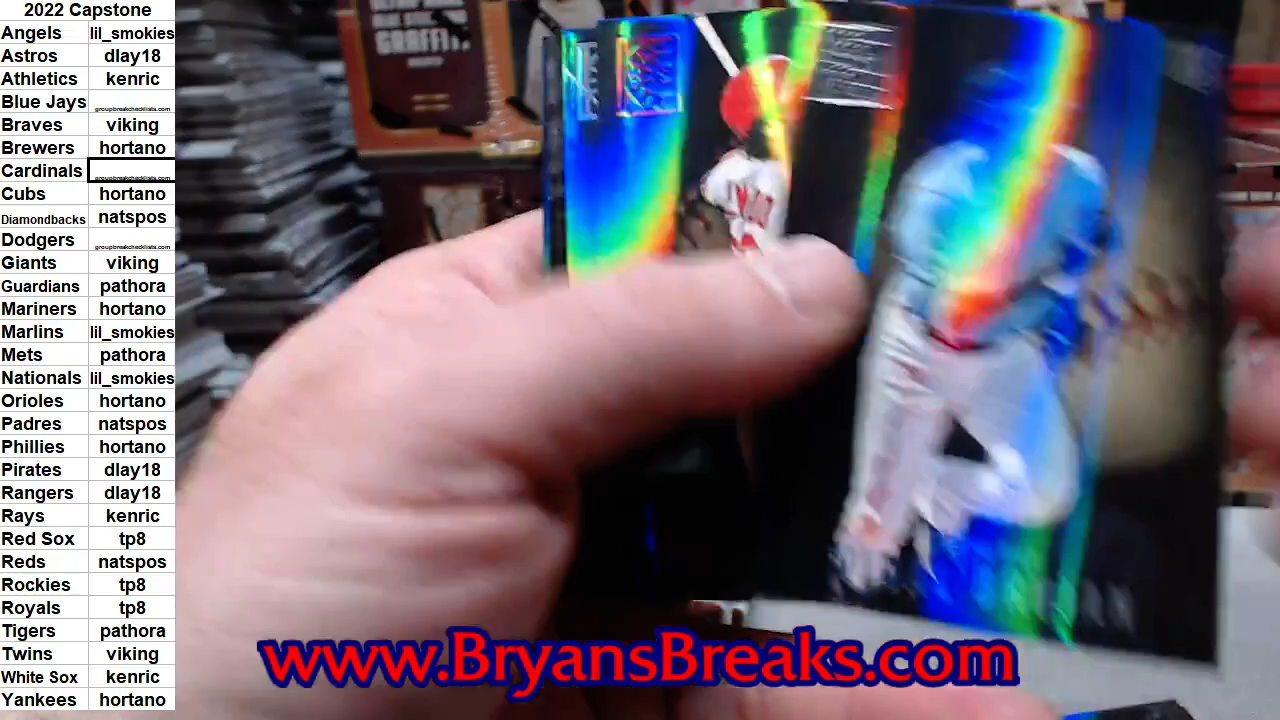 2022 Capstone
Angels lil_smokies
Astros dlay18
Athletics kenric
Blue Jays groupbreakchecklists.com
Braves viking
Brewers hortano
Cardinals groupbreakchecklists.com
Cubs hortano
Diamondbacks natspos
Dodgers groupbreakchecklists.com
Giants viking
Guardians pathora
Mariners hortano
Marlins lil_smokies
Mets pathora
Nationals lil_smokies
Orioles hortano
Padres natspos
Phillies hortano
Pirates dlay18
Rangers dlay18
Rays kenric
Red Sox tp8
Reds natspos
Rockies tp8
Royals tp8
Tigers pathora
Twins viking
White Sox kenric
Yankees hortano
GRAFFITI
www.BryansBreaks.com